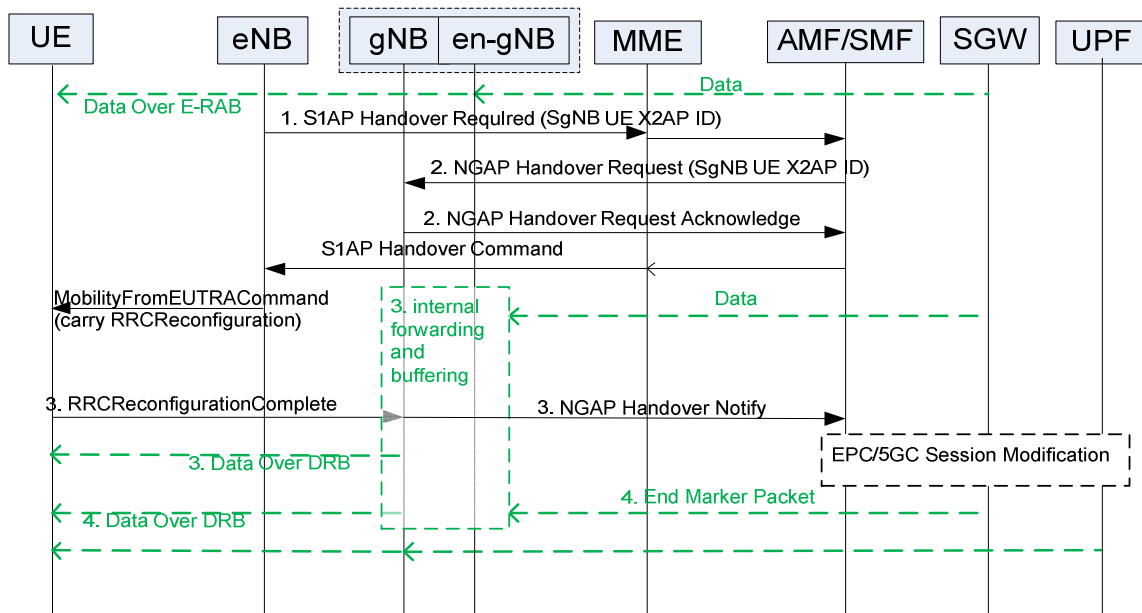 UE eNB gNB en-gNB MME AMF/SMF SGW UPF
Data
Data Over E-RAB
1. S1AP Handover Required (SgNB UE X2AP ID)
2. NGAP Handover Request (SgNB UE X2AP ID)
2. NGAP Handover Request Acknowledge
S1AP Handover Command
MobilityFromEUTRACommand
(carry RRCReconfiguration)
3. internal
forwarding
and
buffering
Data
3. RRCReconfigurationComplete
3. NGAP Handover Notify
EPC/5GC Session Modification
3. Data Over DRB
4. End Marker Packet
4. Data Over DRB